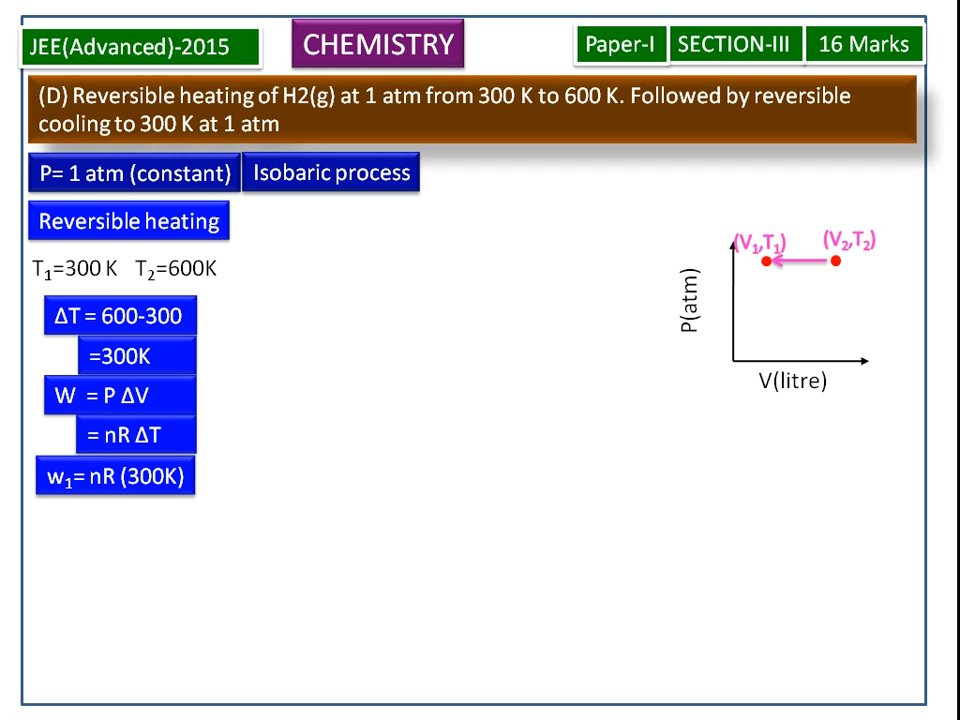 JEE(Advanced)-2015
CHEMISTRY
Paper-I
SECTION-III
16 Marks
(D) Reversible heating of H2(g) at 1 atm from 300 K to 600 K. Followed by reversible
cooling to 300 K at 1 atm
P= 1 atm (constant)
Isobaric process
Reversible heating
T₁=300 K T₂=600K
ΔT = 600-300
=300K
W = P ΔV
= nR ΔT
w₁= nR (300K)
(V₁,T₁)
(V₂,T₂)
P(atm)
V(litre)